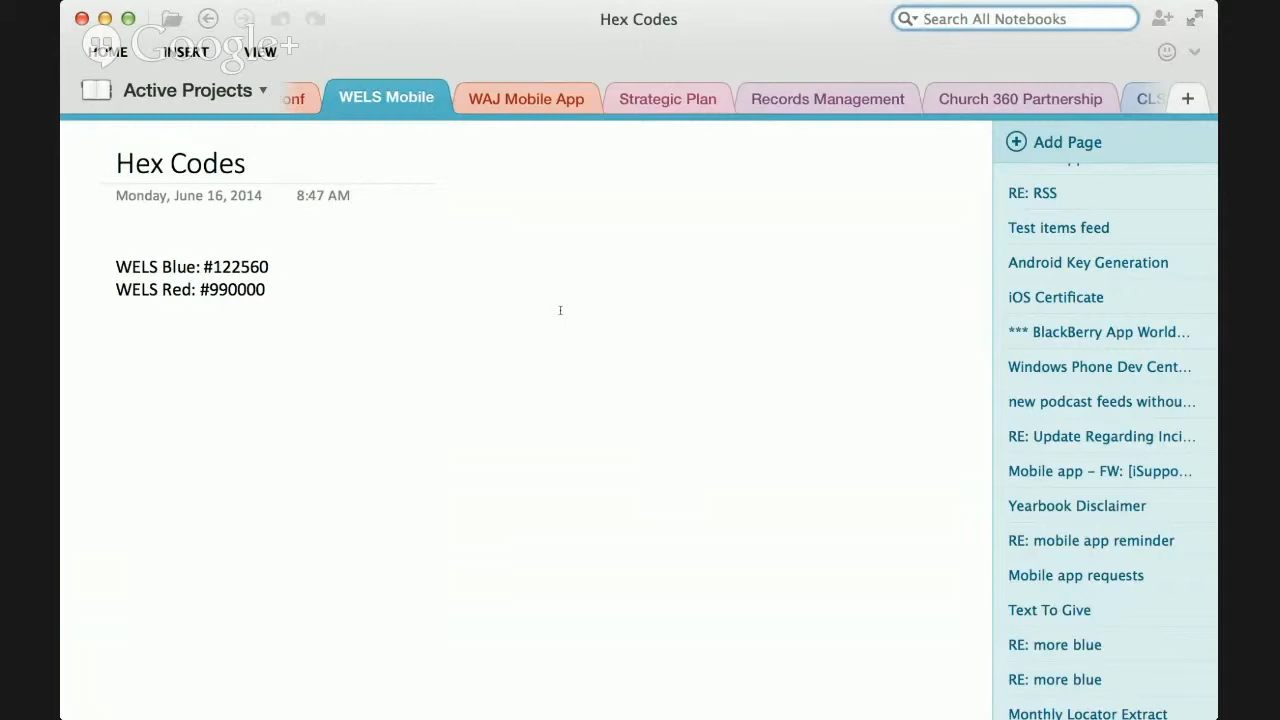 Hex Codes
Search All Notebooks
Google+
HOME INSERT VIEW
Active Projects
onf
WELS Mobile
WAJ Mobile App
Strategic Plan
Records Management
Church 360 Partnership
CLS
Hex Codes
Monday, June 16, 2014 8:47 AM
WELS Blue: #122560
WELS Red: #990000
Add Page
RE: RSS
Test items feed
Android Key Generation
iOS Certificate
*** BlackBerry App World...
Windows Phone Dev Cent...
new podcast feeds withou...
RE: Update Regarding Inci...
Mobile app – FW: [iSuppo...
Yearbook Disclaimer
RE: mobile app reminder
Mobile app requests
Text To Give
RE: more blue
RE: more blue
Monthly Locator Extract